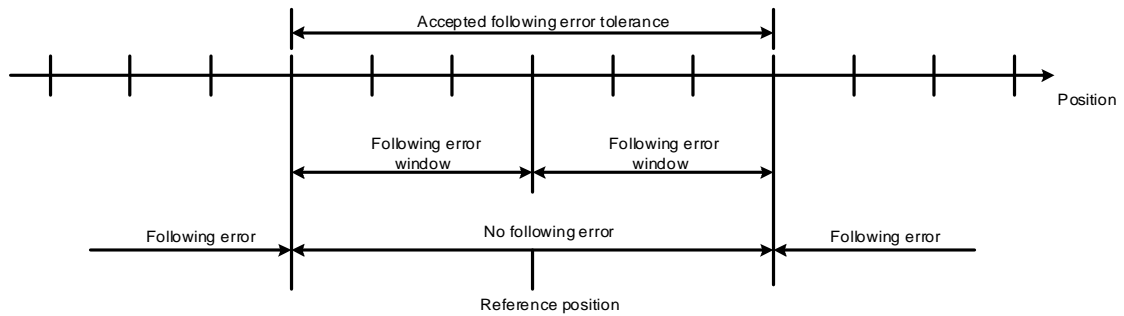 Accepted following error tolerance
Position
Following error
window
Following error
window
Following error
No following error
Following error
Reference position